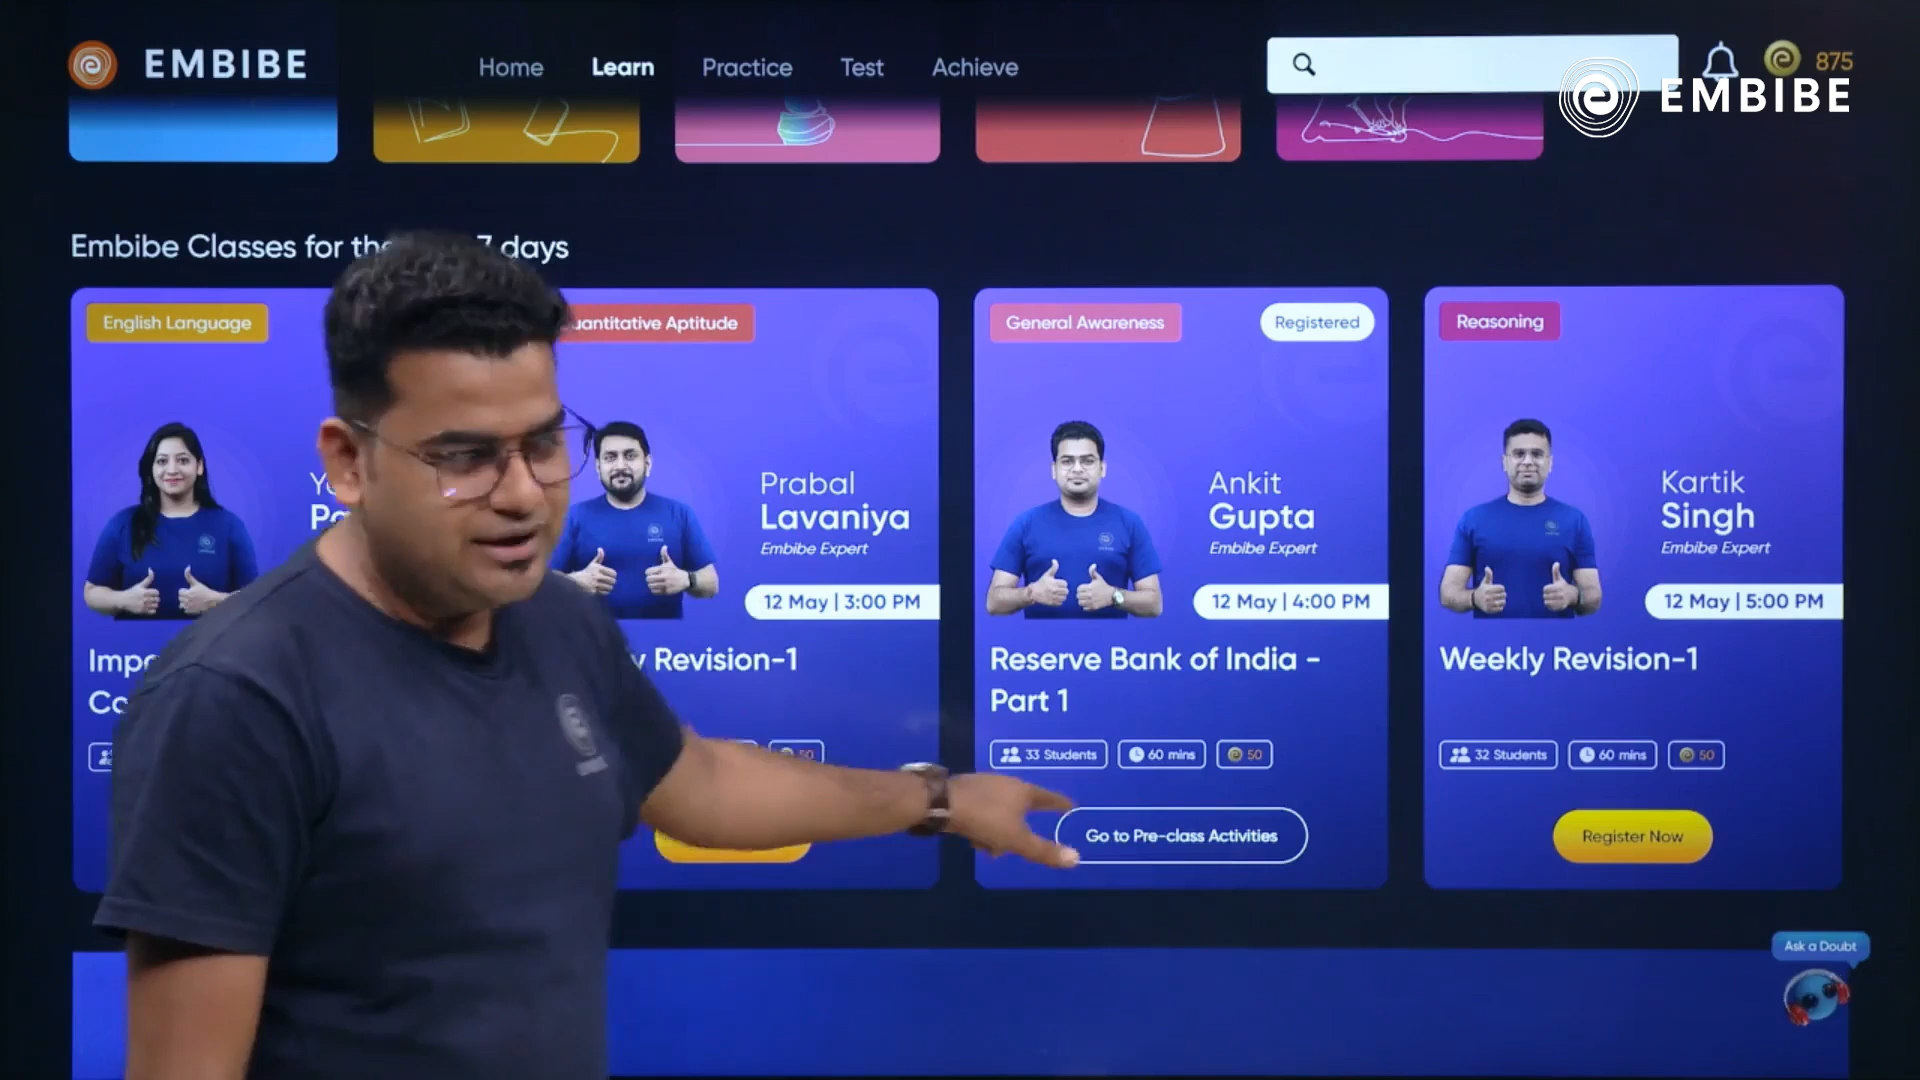 EMBIBE
Home
Learn
Practice
Test
Achieve
875
EMBIBE
Embibe Classes for
7 days
English Language
Quantitative Aptitude
General Awareness
Registered
Reasoning
Prabal
Lavaniya
Embibe Expert
12 May | 3:00 PM
Revision-1
50
Ankit
Gupta
Embibe Expert
12 May | 4:00 PM
Reserve Bank of India -
Part 1
33 Students
60 mins
50
Go to Pre-class Activities
Kartik
Singh
Embibe Expert
12 May | 5:00 PM
Weekly Revision-1
32 Students
60 mins
50
Register Now
Ask a Doubt